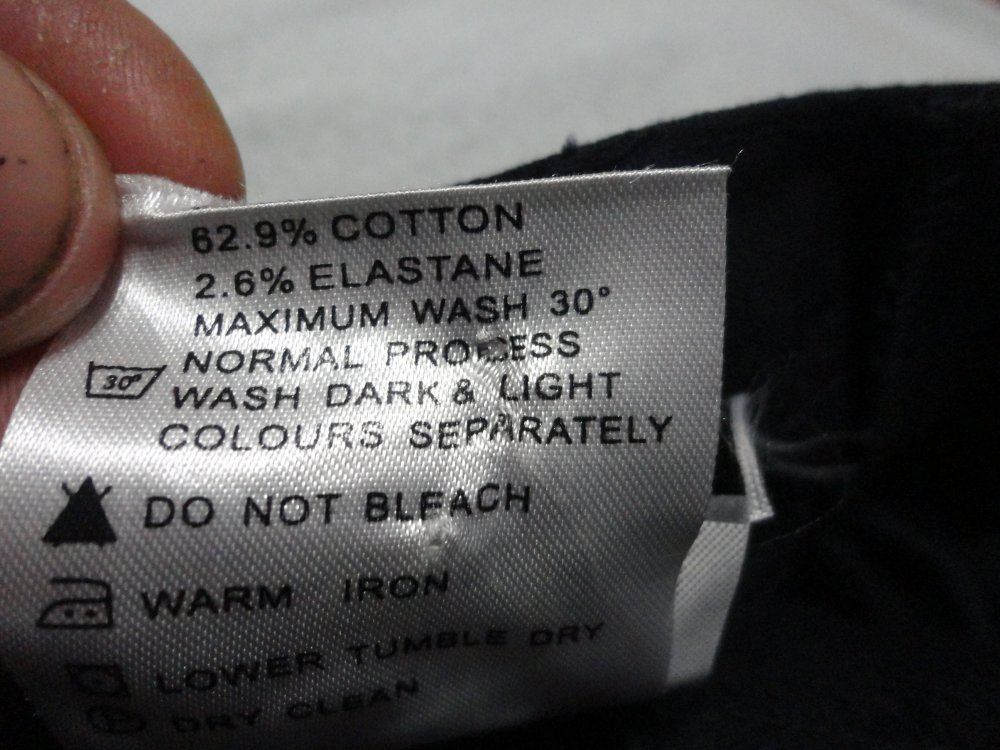 62.9% COTTON
2.6% ELASTANE
MAXIMUM WASH 30°
NORMAL PROCESS
30°
WASH DARK & LIGHT
COLOURS SEPARATELY
DO NOT BLEACH
WARM IRON
LOWER TUMBLE DRY
DRY CLEAN